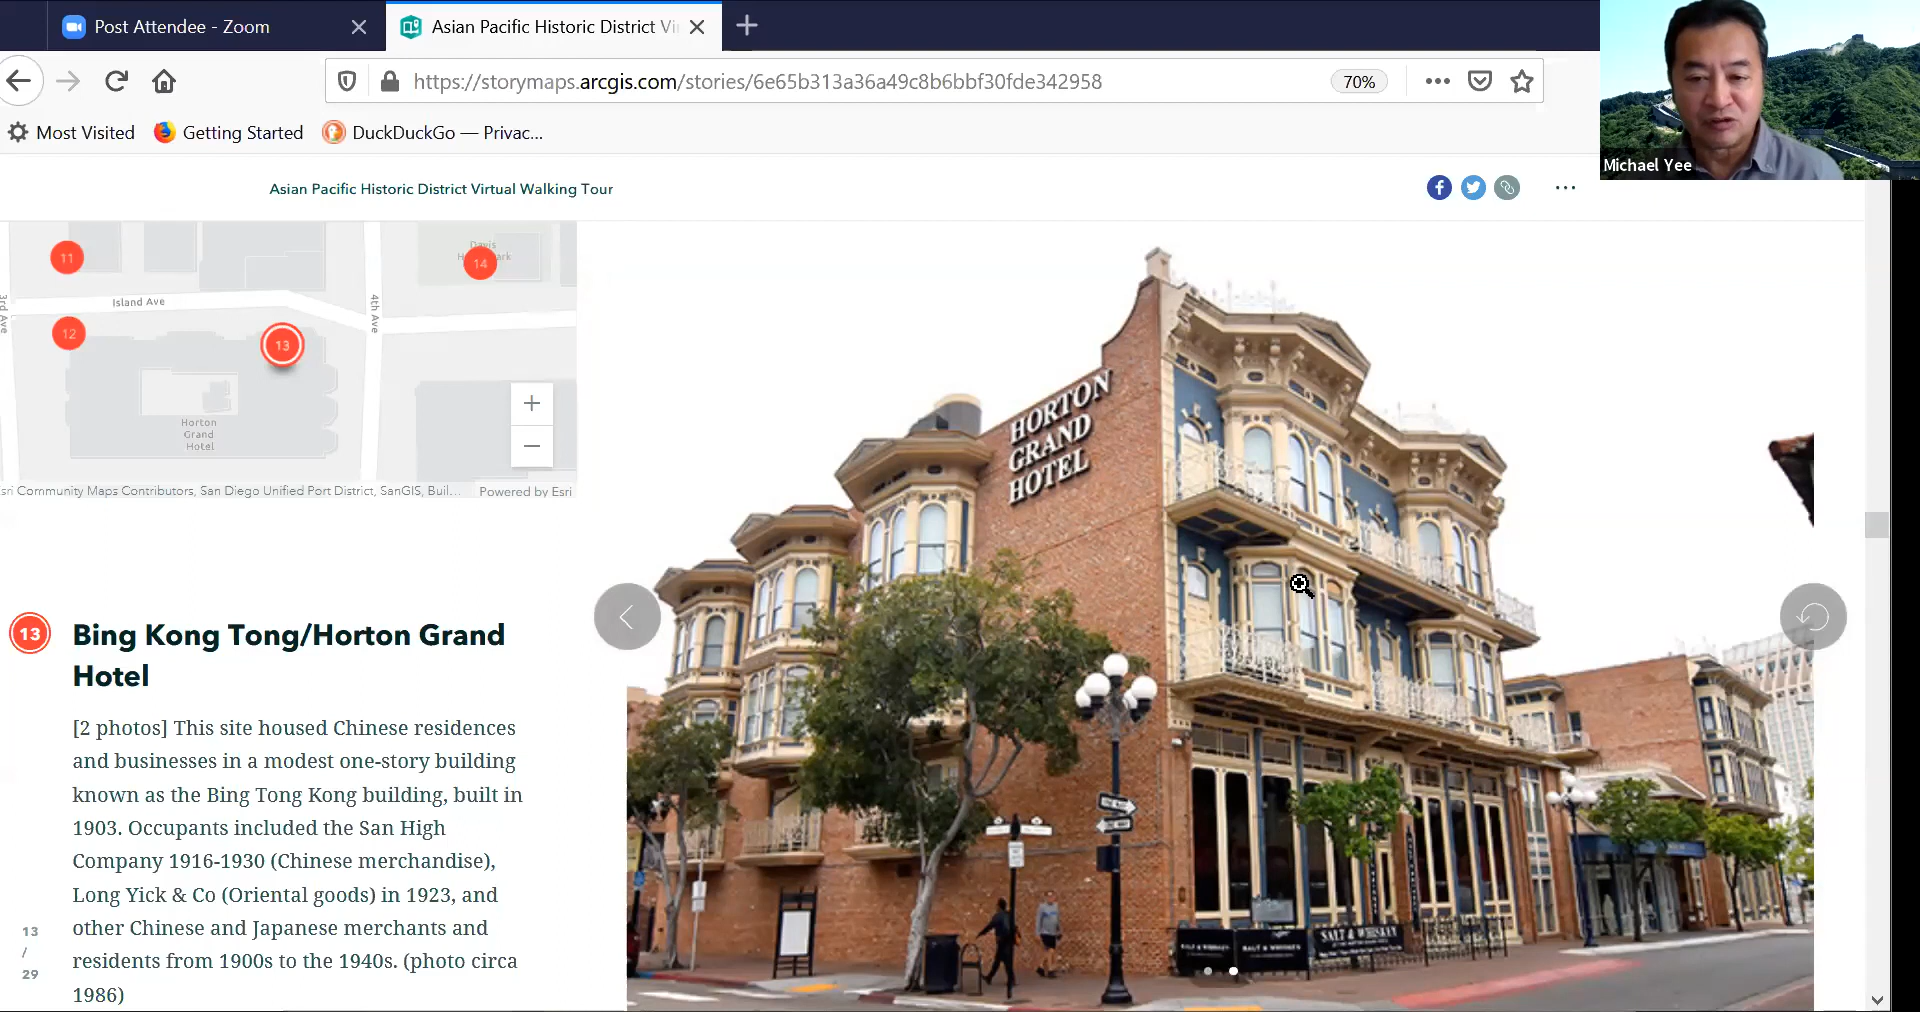 Post Attendee - Zoom
Asian Pacific Historic District Vi
https://storymaps.arcgis.com/stories/6e65b313a36a49c8b6bbf30fde342958
70%
Most Visited
Getting Started
DuckDuckGo — Privac...
Michael Yee
Asian Pacific Historic District Virtual Walking Tour
11
14
3rd Ave
Island Ave
4th Ave
12
13
Horton
Grand
Hotel
sri Community Maps Contributors, San Diego Unified Port District, SanGIS, Buil...
Powered by Esri
HORTON
GRAND
HOTEL
13
Bing Kong Tong/Horton Grand
Hotel
[2 photos] This site housed Chinese residences
and businesses in a modest one-story building
known as the Bing Tong Kong building, built in
1903. Occupants included the San High
Company 1916-1930 (Chinese merchandise),
Long Yick & Co (Oriental goods) in 1923, and
other Chinese and Japanese merchants and
residents from 1900s to the 1940s. (photo circa
1986)
13
/
29
SALT & WHISKEY